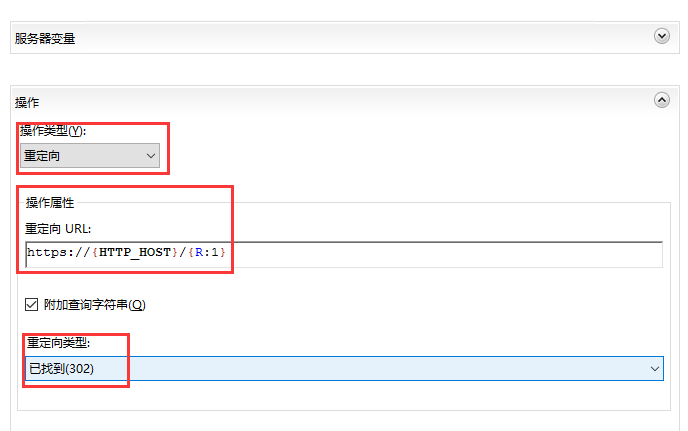 服务器变量
操作
操作类型(Y):
重定向
操作属性
重定向 URL:
https://{HTTP_HOST}/{R:1}
附加查询字符串(Q)
重定向类型:
已找到(302)